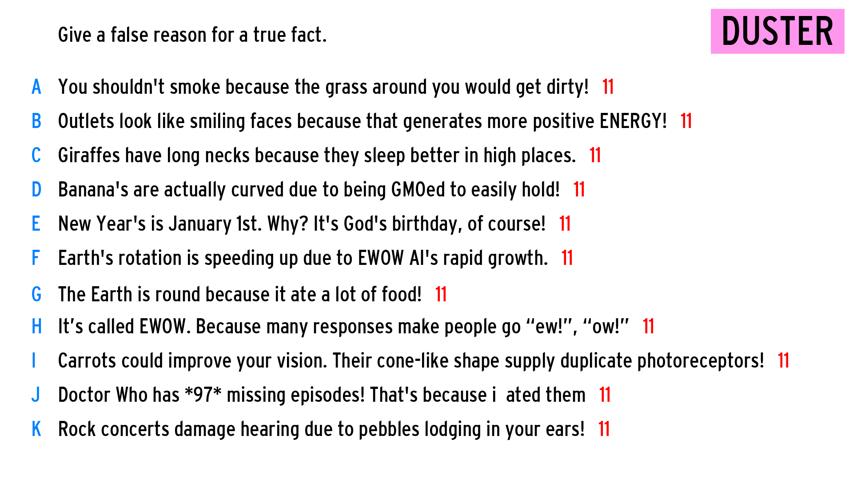 Give a false reason for a true fact.
DUSTER
A You shouldn't smoke because the grass around you would get dirty! 11
B Outlets look like smiling faces because that generates more positive ENERGY! 11
C Giraffes have long necks because they sleep better in high places. 11
D Banana's are actually curved due to being GMOed to easily hold! 11
E New Year's is January 1st. Why? It's God's birthday, of course! 11
F Earth's rotation is speeding up due to EWOW AI's rapid growth. 11
G The Earth is round because it ate a lot of food! 11
H It’s called EWOW. Because many responses make people go “ew!”, “ow!” 11
I Carrots could improve your vision. Their cone-like shape supply duplicate photoreceptors! 11
J Doctor Who has *97* missing episodes! That's because i  ated them 11
K Rock concerts damage hearing due to pebbles lodging in your ears! 11